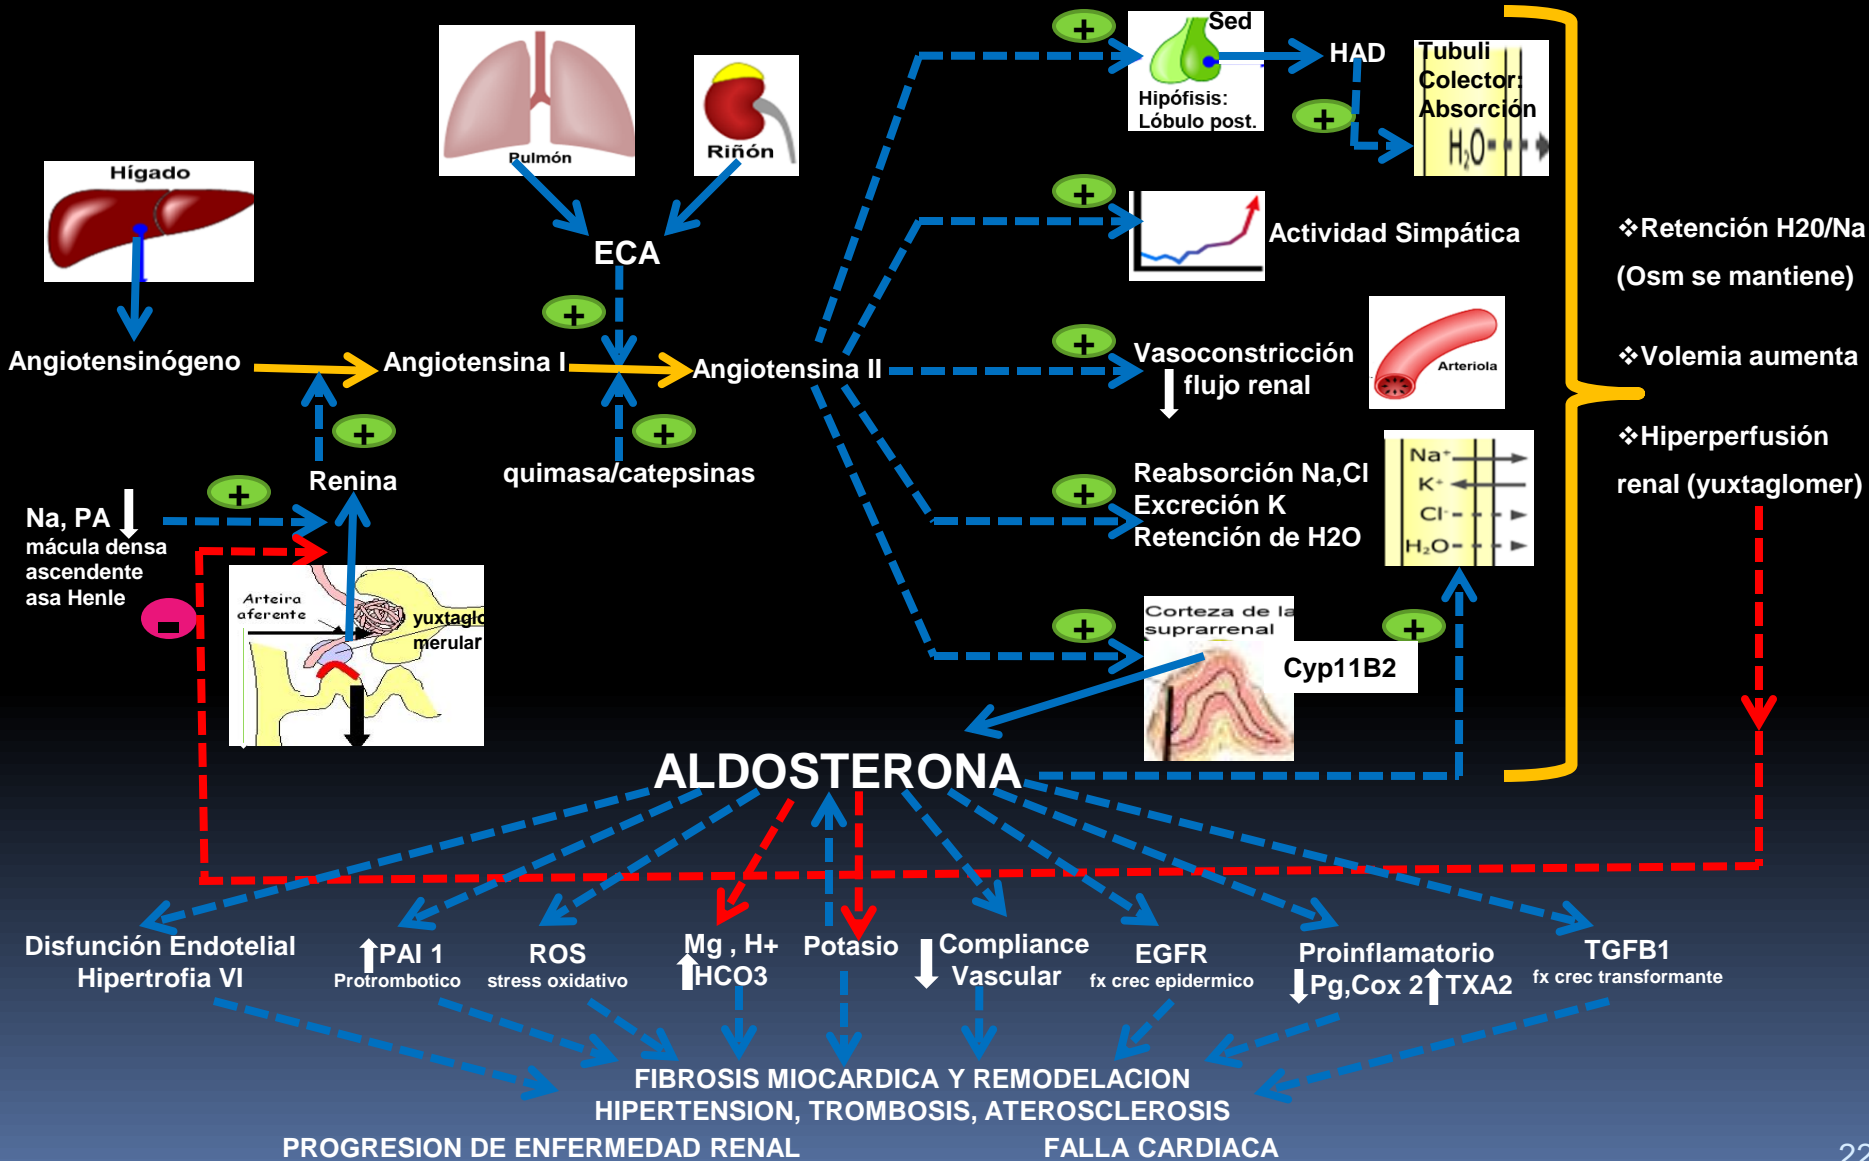 Sed
HAD
Hipófisis:
Lóbulo post.
Tubuli
Colector:
Absorción
H₂O
Pulmón
Riñón
Hígado
ECA
Actividad Simpática
❖Retención H20/Na
(Osm se mantiene)
❖Volemia aumenta
❖Hiperperfusión
renal (yuxtaglomer)
Angiotensinógeno
Angiotensina I
Angiotensina II
Vasoconstricción
flujo renal
Arteriola
Renina
quimasa/catepsinas
Reabsorción Na,Cl
Excreción K
Retención de H2O
Na⁺
K⁺
Cl⁻
H₂O
Na, PA
mácula densa
ascendente
asa Henle
Arteira
aferente
yuxtaglo
merular
Corteza de la
suprarrenal
Cyp11B2
+
+
+
+
+
+
+
+
+
+
+
-
ALDOSTERONA
Disfunción Endotelial
Hipertrofia VI
PAI 1
Protrombotico
ROS
stress oxidativo
Mg , H+
HCO3
Potasio
Compliance
Vascular
EGFR
fx crec epidermico
Proinflamatorio
Pg,Cox 2 TXA2
TGFB1
fx crec transformante
FIBROSIS MIOCARDICA Y REMODELACION
HIPERTENSION, TROMBOSIS, ATEROSCLEROSIS
PROGRESION DE ENFERMEDAD RENAL
FALLA CARDIACA
22